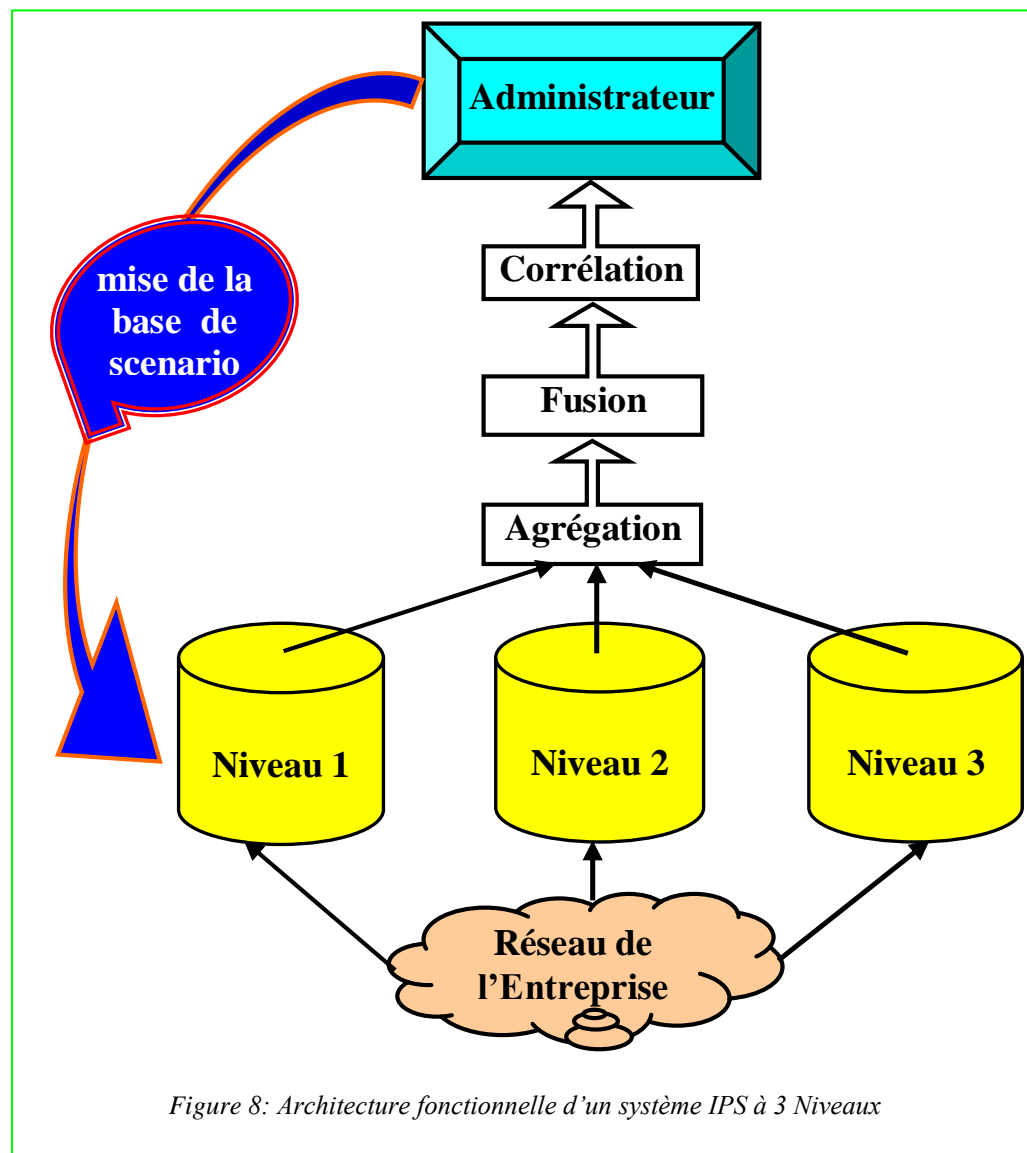 Administrateur
Corrélation
mise de la
base de
scenario
Fusion
Agrégation
Niveau 1
Niveau 2
Niveau 3
Réseau de
l’Entreprise
Figure 8: Architecture fonctionnelle d’un système IPS à 3 Niveaux